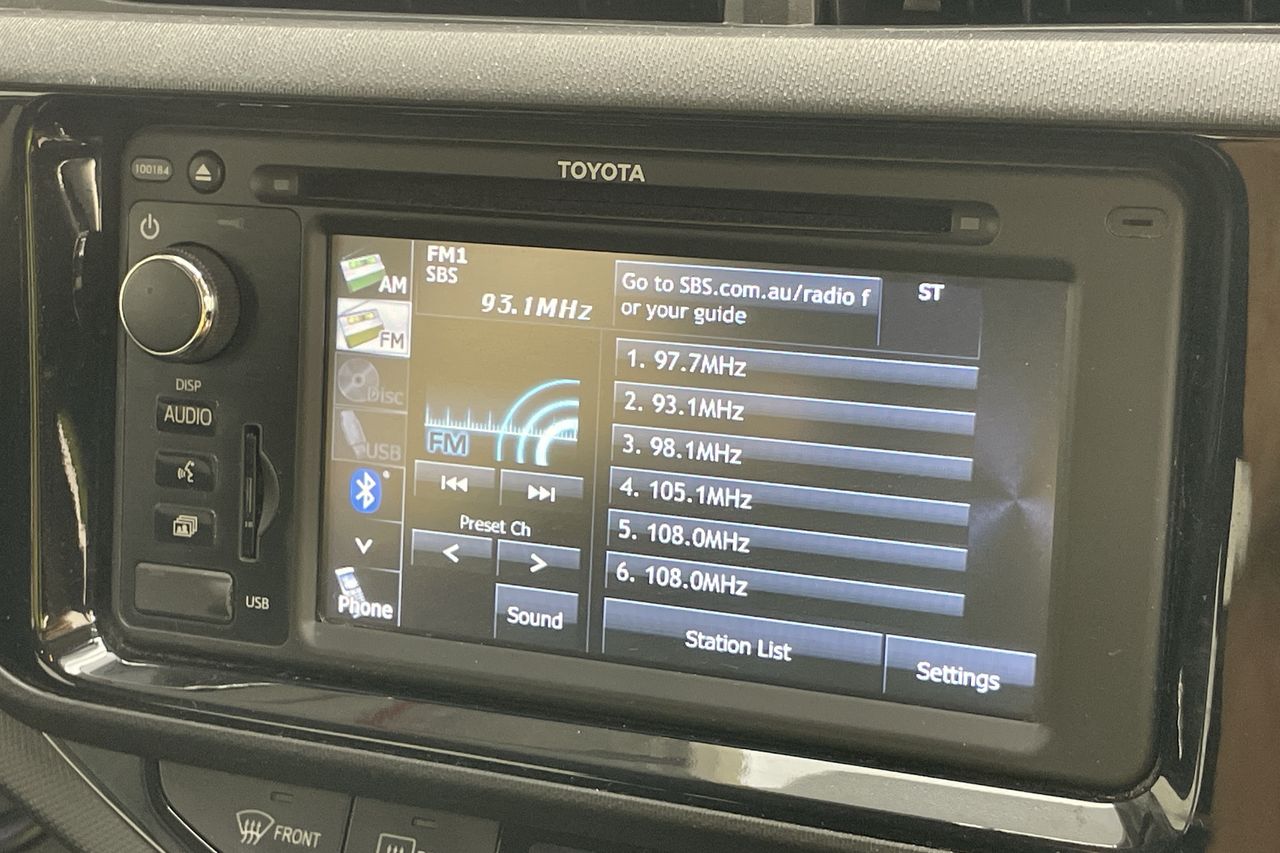 TOYOTA
100184
AM
FM1
SBS
93.1MHz
Go to SBS.com.au/radio f
or your guide
ST
FM
Disc
USB
FM
Phone
Preset Ch
Sound
1. 97.7MHz
2. 93.1MHz
3. 98.1MHz
4. 105.1MHz
5. 108.0MHz
6. 108.0MHz
Station List
Settings
DISP
AUDIO
USB
FRONT